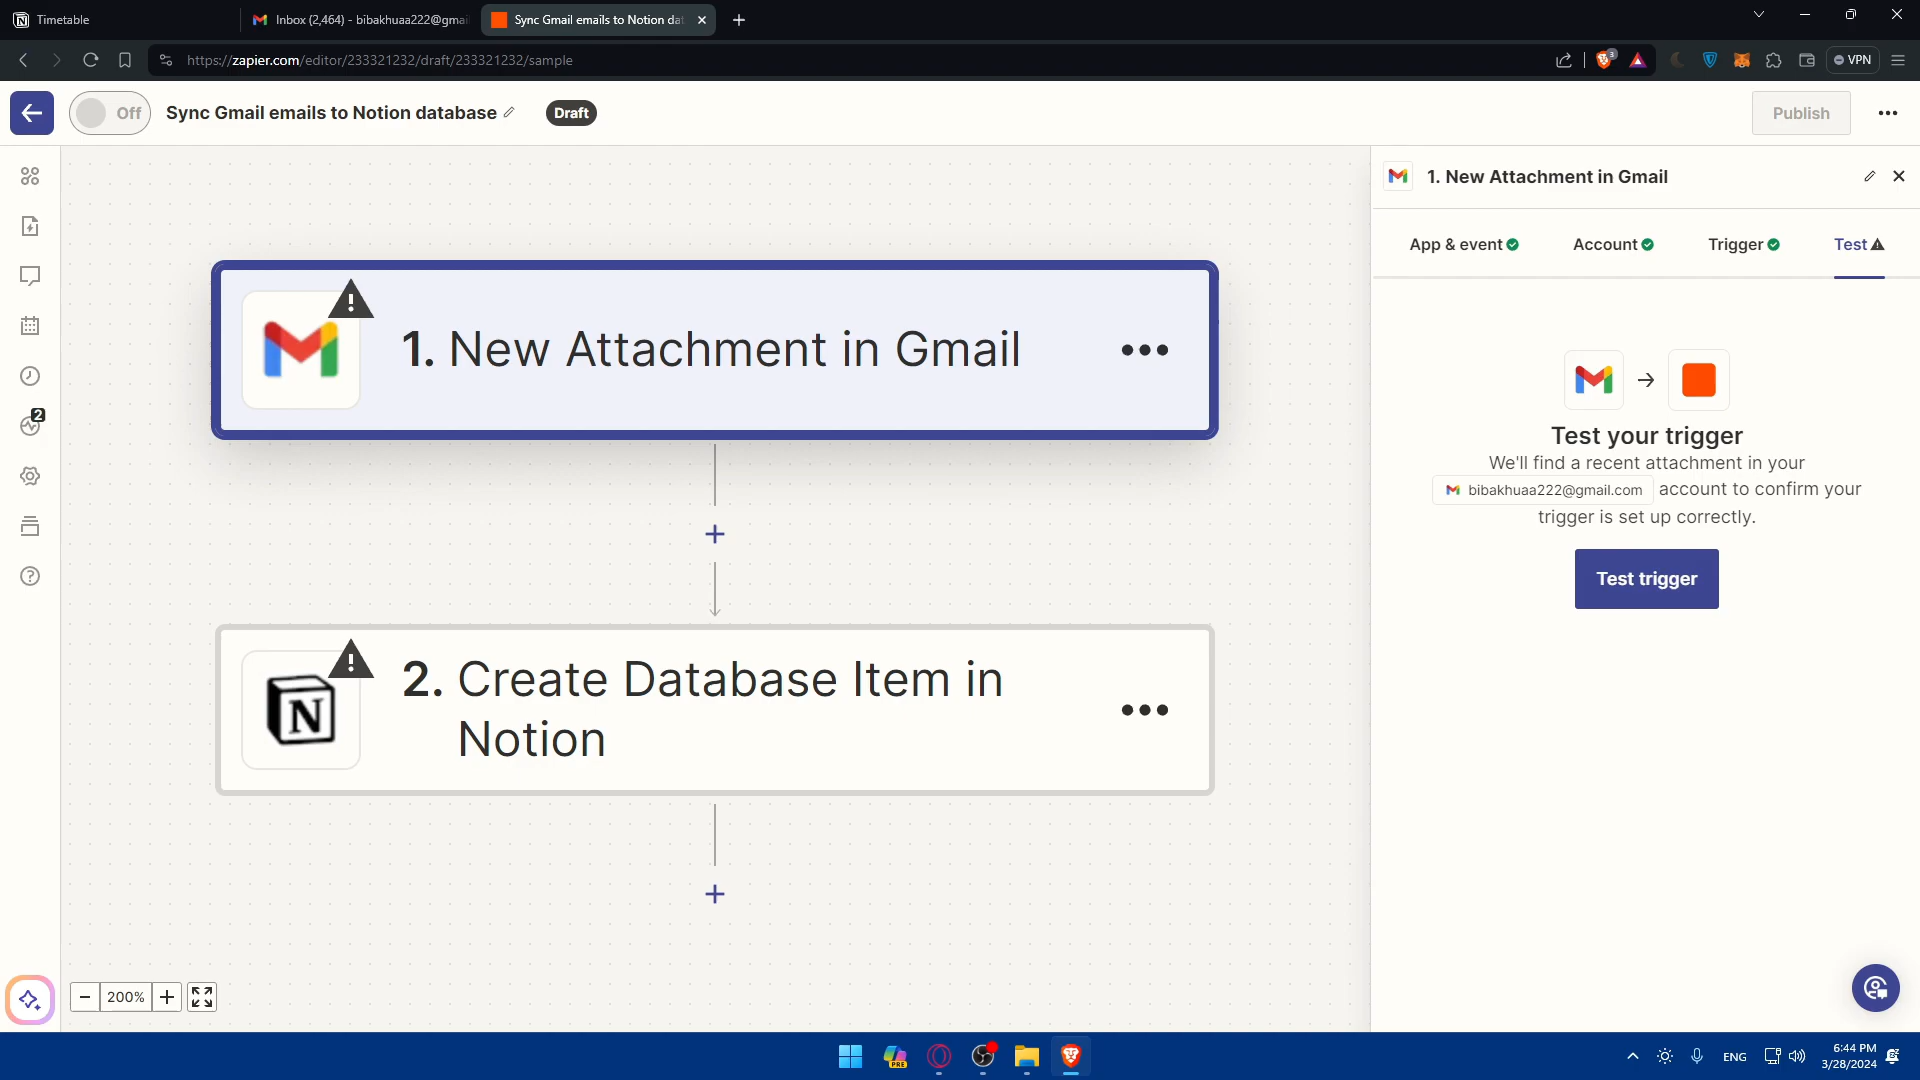 Timetable
Inbox (2,464) - bibakhuaa222@gmai
Sync Gmail emails to Notion da
https://zapier.com/editor/233321232/draft/233321232/sample
3
VPN
Off
Sync Gmail emails to Notion database
Draft
Publish
1. New Attachment in Gmail
App & event
Account
Trigger
Test
1. New Attachment in Gmail
Test your trigger
We'll find a recent attachment in your
bibakhuaa222@gmail.com account to confirm your
trigger is set up correctly.
Test trigger
2
2. Create Database Item in
Notion
200%
PRE
ENG
6:44 PM
3/28/2024